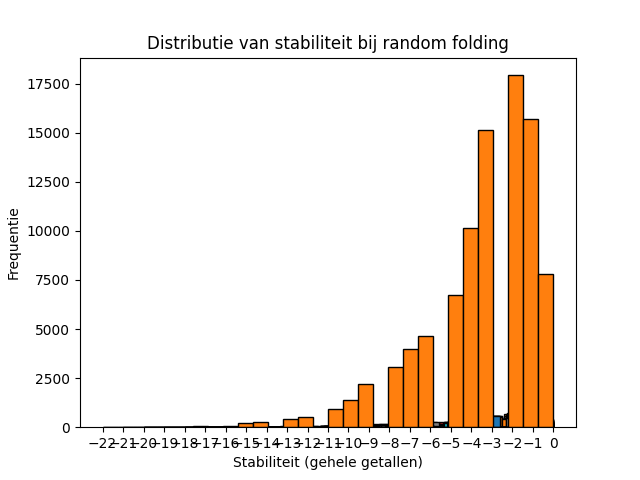 Distributie van stabiliteit bij random folding
17500
15000
12500
10000
7500
5000
2500
0
Frequentie
−22−21−20−19−18−17−16−15−14−13−12−11−10 −9 −8 −7 −6 −5 −4 −3 −2 −1 0
Stabiliteit (gehele getallen)